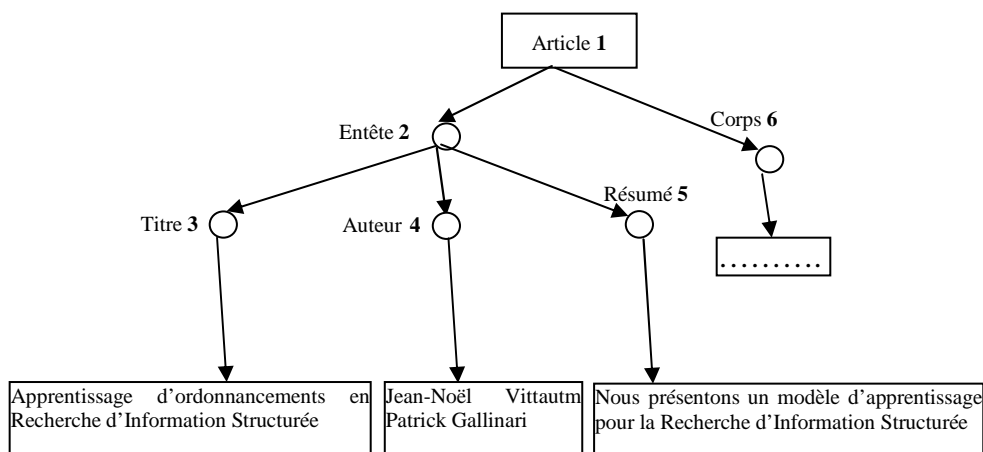 Article 1
Corps 6
Entête 2
Résumé 5
Titre 3
Auteur 4
..........
Apprentissage d’ordonnancements en
Recherche d’Information Structurée
Jean-Noël Vittautm
Patrick Gallinari
Nous présentons un modèle d’apprentissage
pour la Recherche d’Information Structurée